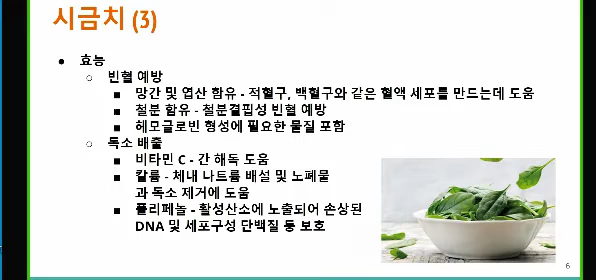 시금치 (3)
● 효능
○ 빈혈 예방
■ 망간 및 엽산 함유 - 적혈구, 백혈구와 같은 혈액 세포를 만드는데 도움
■ 철분 함유 - 철분결핍성 빈혈 예방
■ 헤모글로빈 형성에 필요한 물질 포함
○ 독소 배출
■ 비타민 C - 간 해독 도움
■ 칼륨 - 체내 나트륨 배설 및 노폐물
과 독소 제거에 도움
■ 폴리페놀 - 활성산소에 노출되어 손상된
DNA 및 세포구성 단백질 등 보호
6